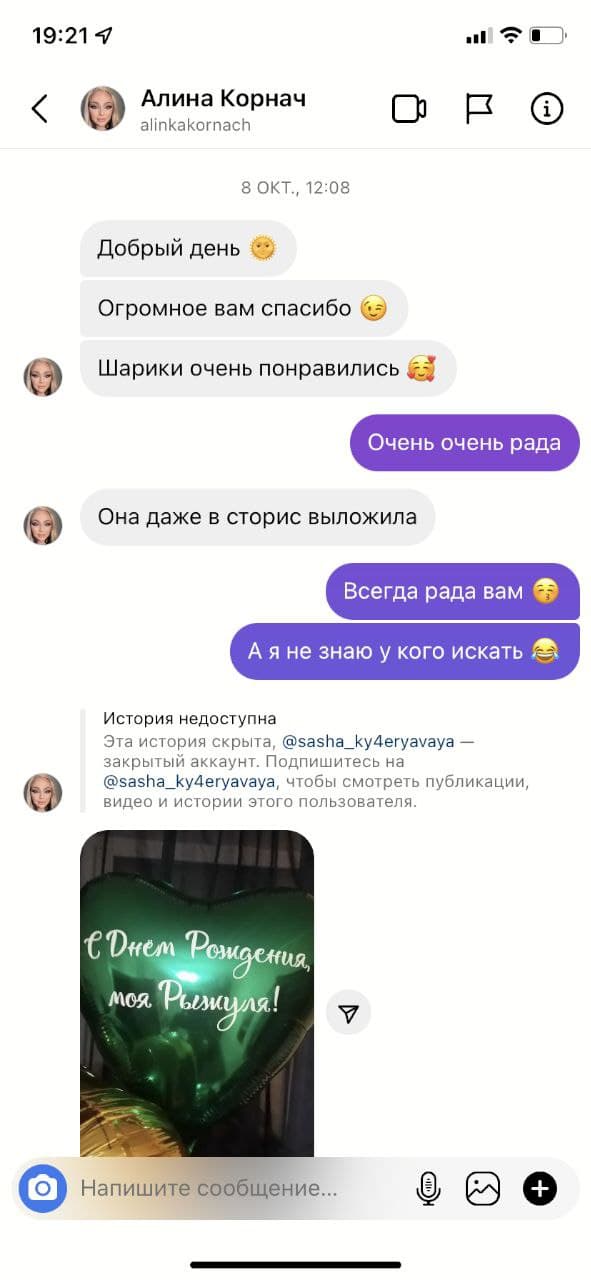 19:21
Алина Корнач
alinkakornach
8 ОКТ., 12:08
Добрый день 🌞
Огромное вам спасибо 😉
Шарики очень понравились 🥰
Очень очень рада
Она даже в сторис выложила
Всегда рада вам 😚
А я не знаю у кого искать 😂
История недоступна
Эта история скрыта, @sasha_ky4eryavaya —
закрытый аккаунт. Подпишитесь на
@sasha_ky4eryavaya, чтобы смотреть публикации,
видео и истории этого пользователя.
С Днём Рождения,
моя Рыжуля!
Напишите сообщение...